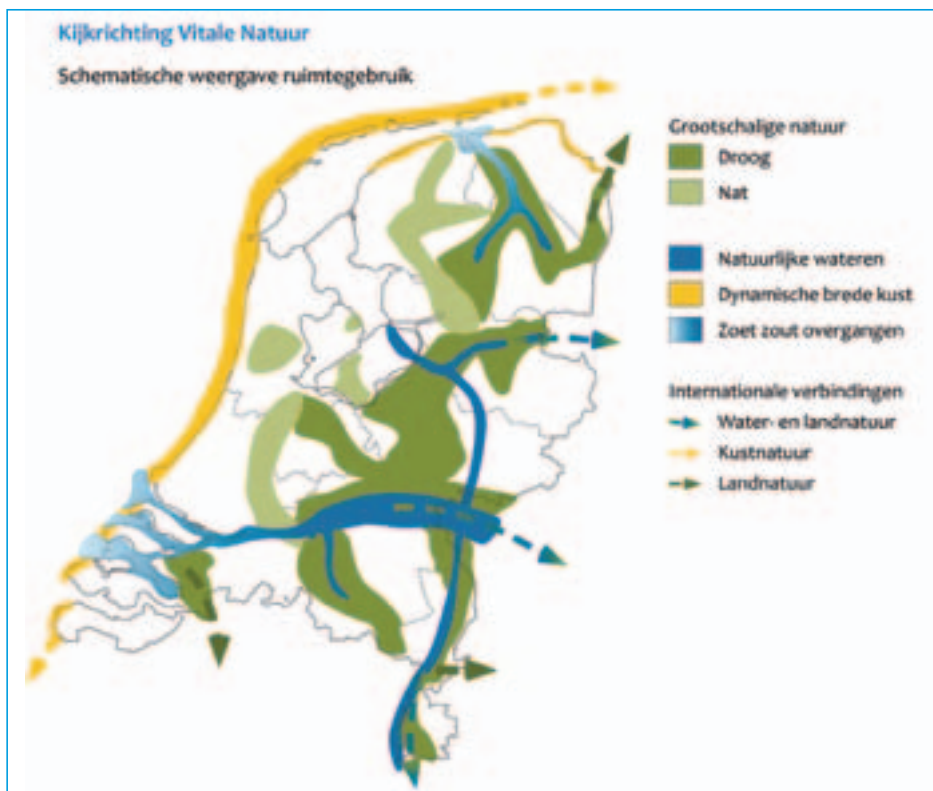 Kijkrichting Vitale Natuur
Schematische weergave ruimtegebruik
Grootschalige natuur
Droog
Nat
Natuurlijke wateren
Dynamische brede kust
Zoet zout overgangen
Internationale verbindingen
Water- en landnatuur
Kustnatuur
Landnatuur